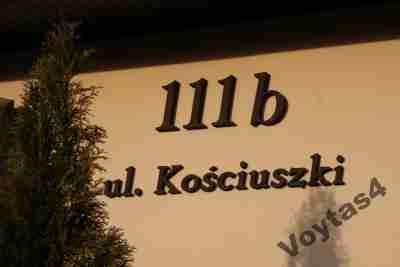 111b
ul. Kościuszki
Voytas4